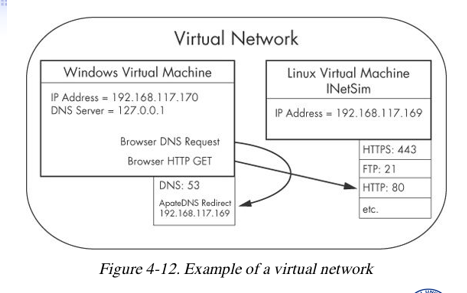 Virtual Network
Windows Virtual Machine
IP Address = 192.168.117.170
DNS Server = 127.0.0.1
Browser DNS Request
Browser HTTP GET
DNS: 53
ApateDNS Redirect
192.168.117.169
Linux Virtual Machine
INetSim
IP Address = 192.168.117.169
HTTPS: 443
FTP: 21
HTTP: 80
etc.
Figure 4-12. Example of a virtual network